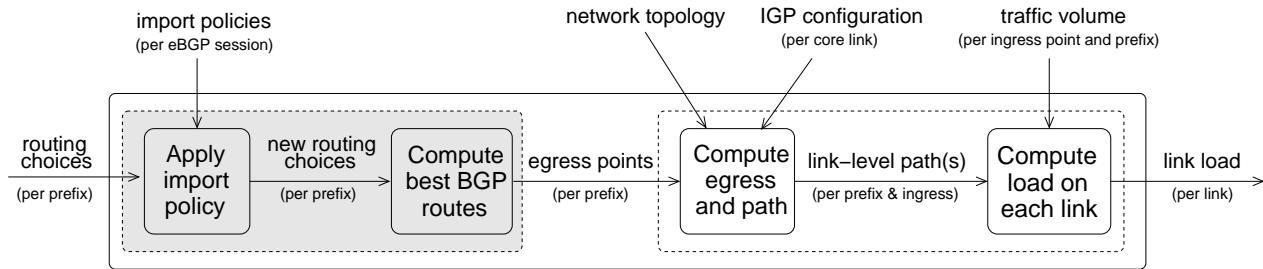 import policies
(per eBGP session)
network topology
IGP configuration
(per core link)
traffic volume
(per ingress point and prefix)
routing
choices
(per prefix)
Apply
import
policy
new routing
choices
(per prefix)
Compute
best BGP
routes
egress points
(per prefix)
Compute
egress
and path
link−level path(s)
(per prefix & ingress)
Compute
load on
each link
link load
(per link)